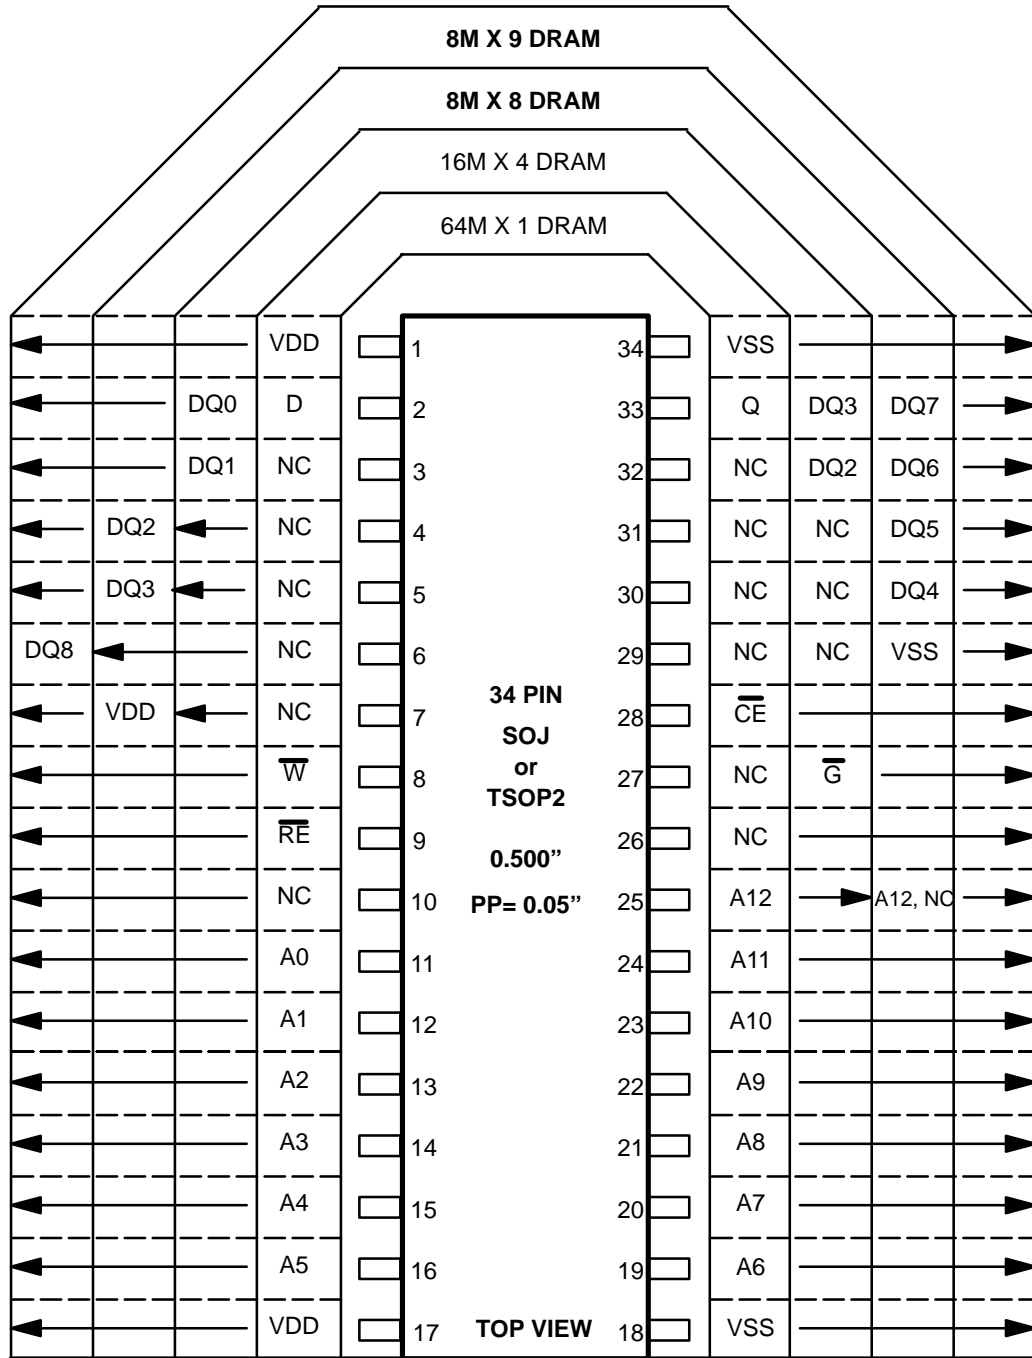 8M X 9 DRAM
8M X 8 DRAM
16M X 4 DRAM
64M X 1 DRAM
VDD 1 34 VSS
DQ0 D 2 33 Q DQ3 DQ7
DQ1 NC 3 32 NC DQ2 DQ6
DQ2 NC 4 31 NC NC DQ5
DQ3 NC 5 30 NC NC DQ4
DQ8 NC 6 29 NC NC VSS
34 PIN
VDD NC 7 28 C̅E̅
SOJ
or
W̅ 8 27 NC G̅
TSOP2
R̅E̅ 9 26 NC
0.500”
NC 10 PP= 0.05” 25 A12 A12, NC
A0 11 24 A11
A1 12 23 A10
A2 13 22 A9
A3 14 21 A8
A4 15 20 A7
A5 16 19 A6
VDD 17 TOP VIEW 18 VSS